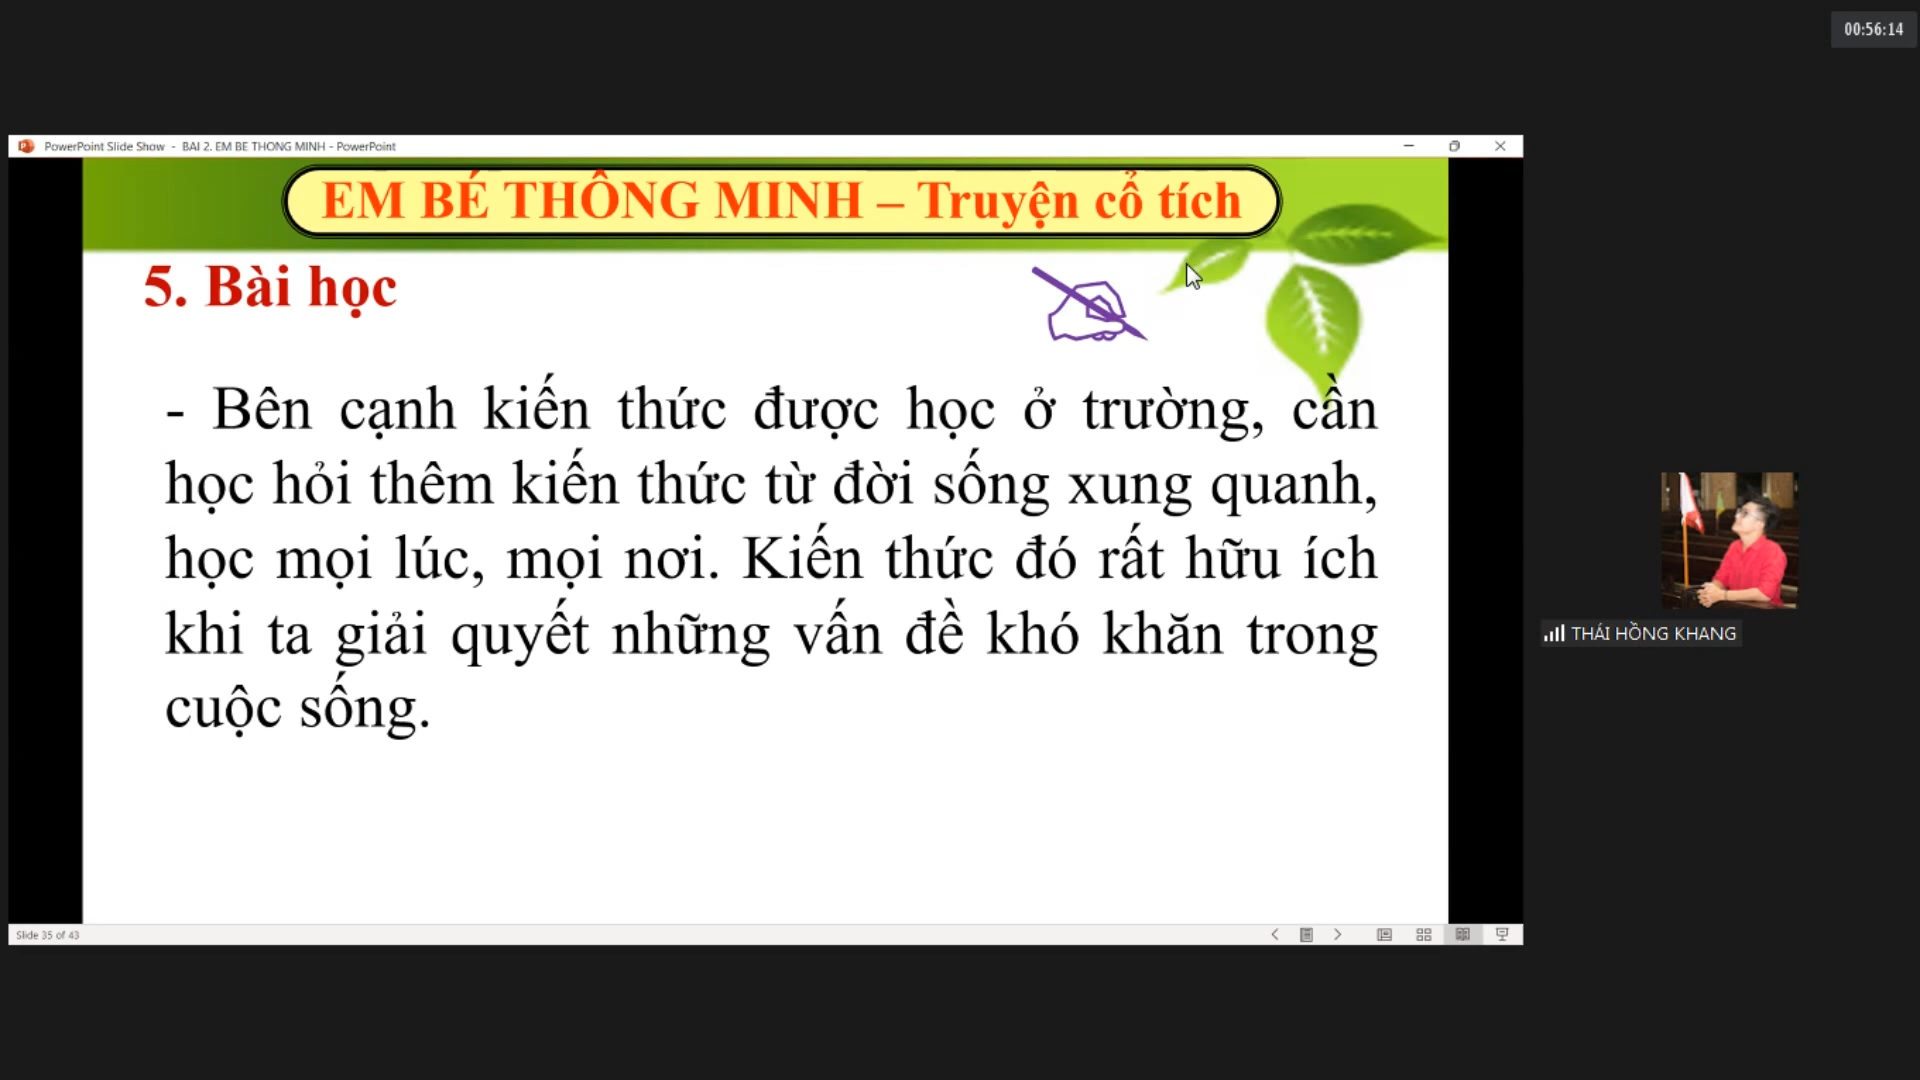 00:56:14
PowerPoint Slide Show - BAI 2. EM BE THONG MINH - PowerPoint
EM BÉ THÔNG MINH – Truyện cổ tích
5. Bài học
- Bên cạnh kiến thức được học ở trường, cần
học hỏi thêm kiến thức từ đời sống xung quanh,
học mọi lúc, mọi nơi. Kiến thức đó rất hữu ích
khi ta giải quyết những vấn đề khó khăn trong
cuộc sống.
THÁI HỒNG KHANG
Slide 35 of 43